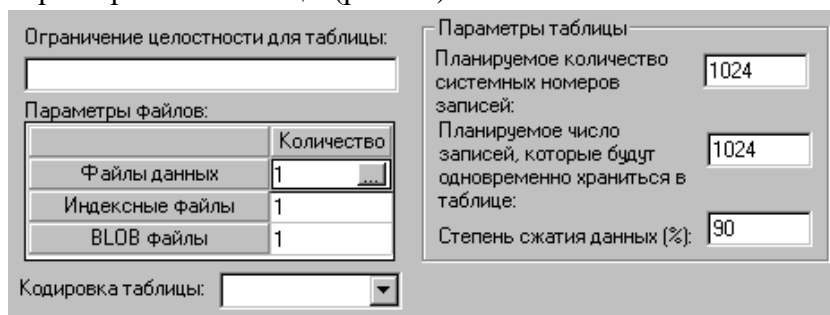 Ограничение целостности для таблицы:
Параметры файлов:
Количество
Файлы данных 1 ...
Индексные файлы 1
BLOB файлы 1
Кодировка таблицы:
Параметры таблицы
Планируемое количество
системных номеров
записей:
1024
Планируемое число
записей, которые будут
одновременно храниться в
таблице:
1024
Степень сжатия данных (%): 90